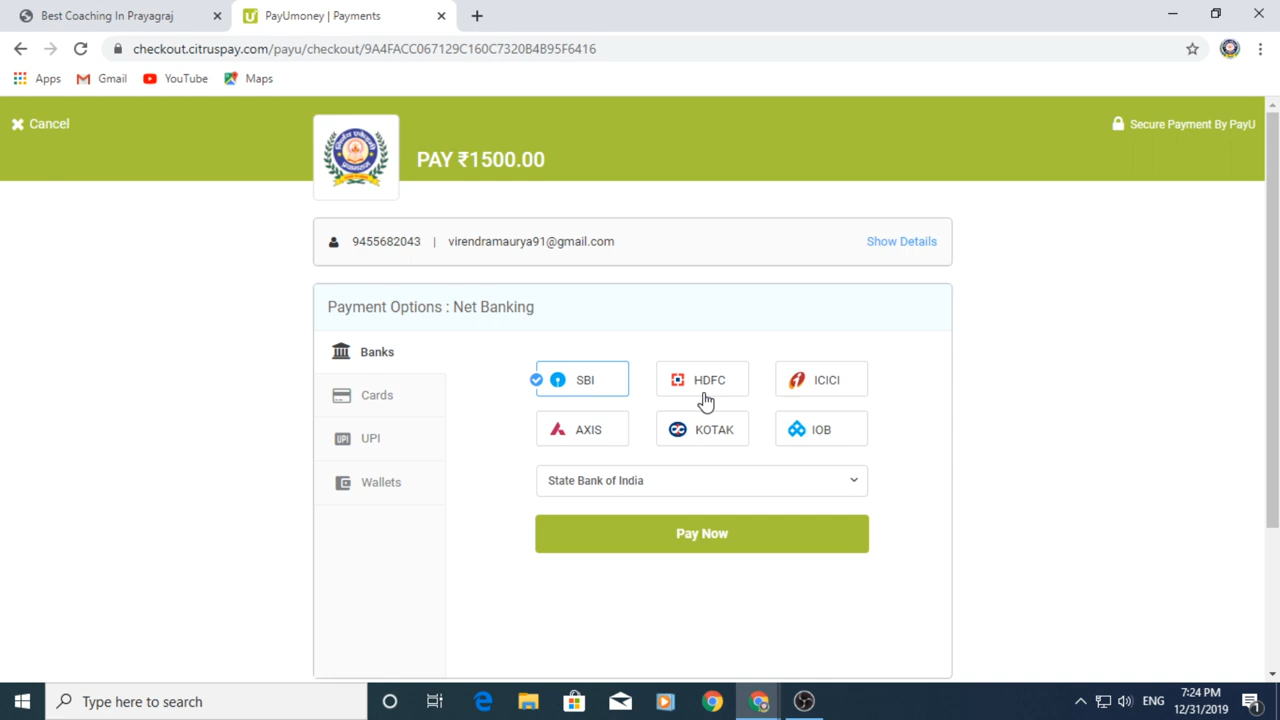 Best Coaching In Prayagraj
PayUmoney | Payments
checkout.citruspay.com/payu/checkout/9A4FACC067129C160C7320B4B95F6416
Apps Gmail YouTube Maps
Cancel
PAY ₹1500.00
Secure Payment By PayU
9455682043 | virendramaurya91@gmail.com
Show Details
Payment Options : Net Banking
Banks
Cards
UPI
UPI
Wallets
SBI HDFC ICICI
AXIS KOTAK IOB
State Bank of India
Pay Now
Type here to search
ENG
7:24 PM
12/31/2019
1